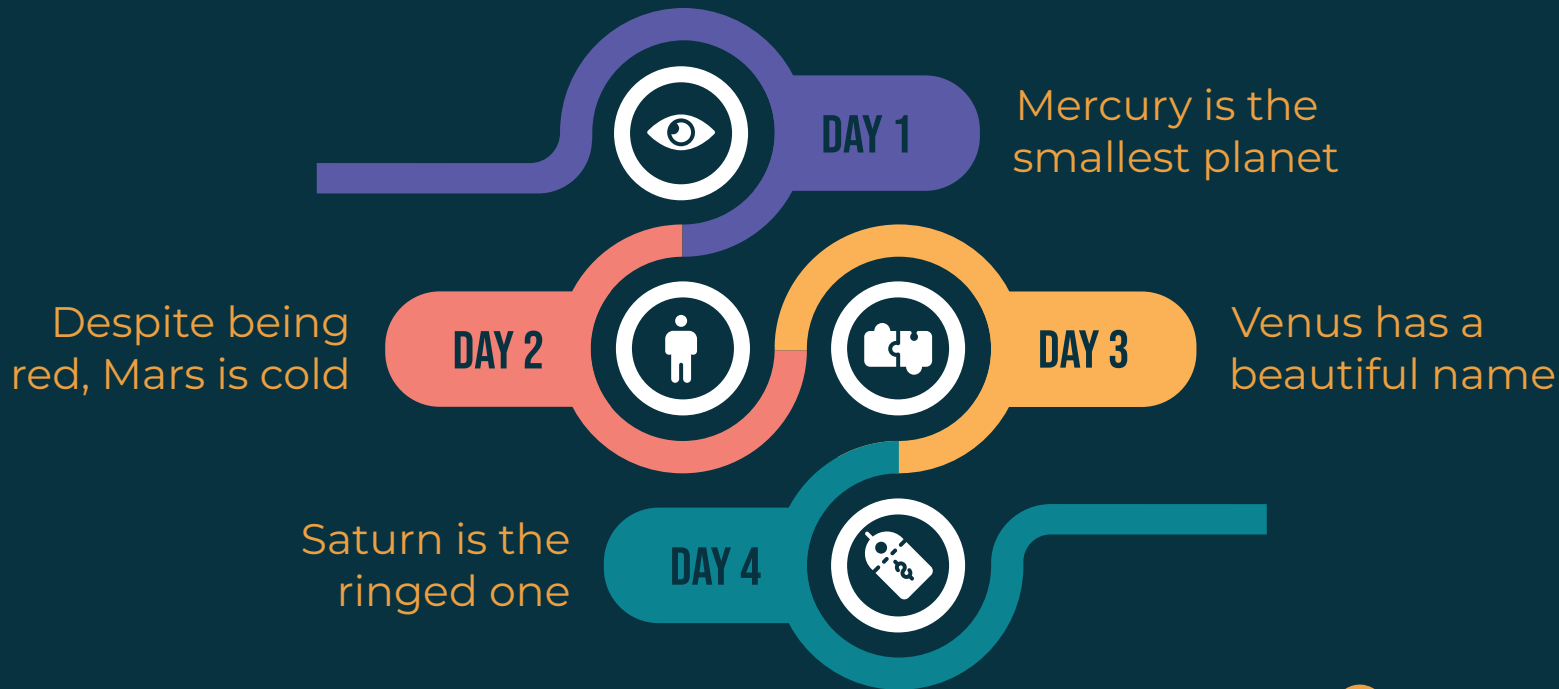 DAY 1
Mercury is the
smallest planet
DAY 2
Despite being
red, Mars is cold
DAY 3
Venus has a
beautiful name
DAY 4
Saturn is the
ringed one